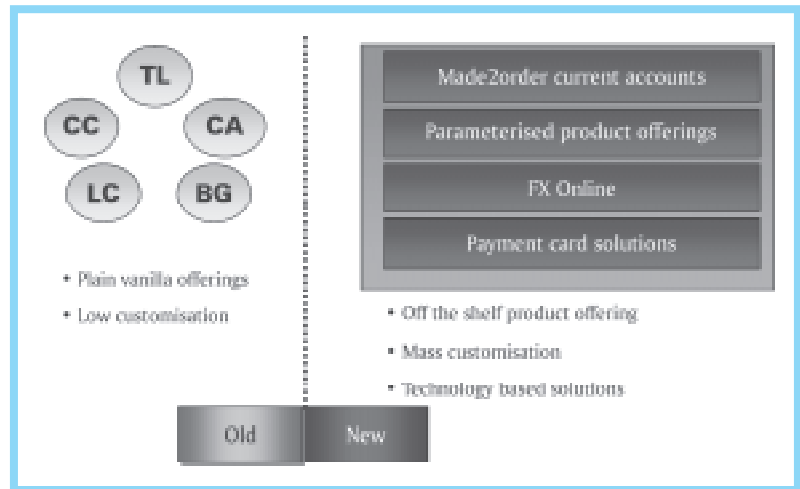 TL
CC
CA
LC
BG
• Plain vanilla offerings
• Low customisation
Made2order current accounts
Parameterised product offerings
FX Online
Payment card solutions
• Off the shelf product offering
• Mass customisation
• Technology based solutions
Old
New